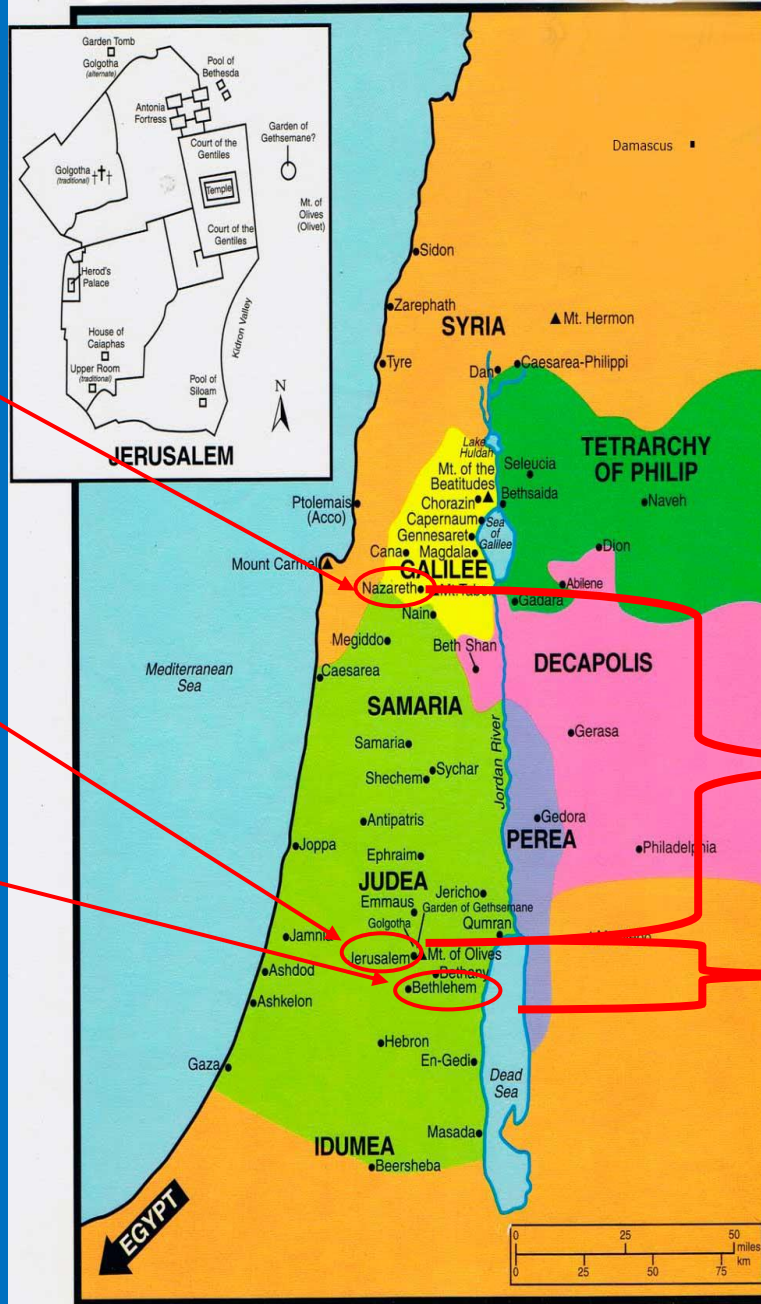 Garden Tomb
Golgotha
(alternate)
Pool of
Bethesda
Antonia
Fortress
Garden of
Gethsemane?
Court of the
Gentiles
Golgotha
(traditional)
Temple
Mt. of
Olives
(Olivet)
Court of the
Gentiles
Herod's
Palace
Kidron Valley
House of
Caiaphas
Upper Room
(traditional)
Pool of
Siloam
N
JERUSALEM
Damascus
Sidon
Zarephath
SYRIA
Mt. Hermon
Tyre
Dan
Caesarea-Philippi
Lake
Huldah
TETRARCHY
OF PHILIP
Mt. of the
Beatitudes
Seleucia
Ptolemais
(Acco)
Chorazin
Bethsaida
Naveh
Capernaum
Sea
of
Galilee
Gennesaret
Cana
Magdala
Dion
Mount Carmel
GALILEE
Nazareth
Mt. Tabor
Abilene
Gadara
Nain
Megiddo
Beth Shan
DECAPOLIS
Mediterranean
Sea
Caesarea
SAMARIA
Samaria
Gerasa
Jordan River
Sychar
Shechem
Antipatris
Gedora
PEREA
Joppa
Ephraim
Philadelphia
JUDEA
Jericho
Emmaus
Garden of Gethsemane
Golgotha
Qumran
Jamnia
Jerusalem
Mt. of Olives
Ashdod
Bethany
Bethlehem
Ashkelon
Hebron
Gaza
En-Gedi
Dead
Sea
Masada
IDUMEA
Beersheba
EGYPT
0 25 50
miles
km
0 25 50 75